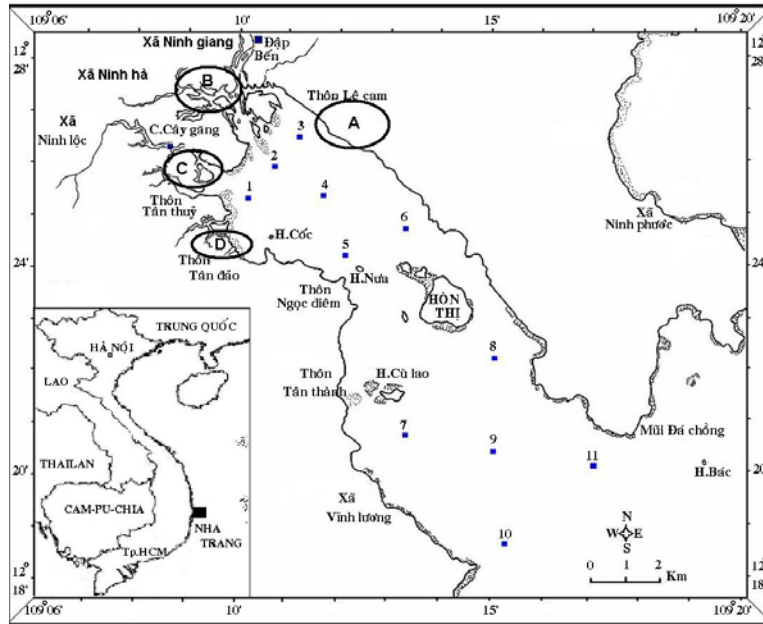 109° 06'
10'
15'
109° 20'
12°
28'
24'
20'
12°
18'
12°
28'
24'
20'
12°
18'
109° 06'
10'
15'
109° 20'
Xã Ninh giang
Đập
Bến
Xã Ninh hà
B
Thôn Lệ cam
A
Xã
Ninh lộc
C.Cây gáng
3
C
2
1
4
Thôn
Tân thuỷ
6
Xã
Ninh phước
D
H.Cốc
5
Thôn
Tân đảo
H.Nưa
Thôn
Ngọc diêm
HÒN
THỊ
8
Thôn
Tân thành
H.Cù lao
7
9
Mũi Đá chồng
11
H.Bác
Xã
Vĩnh lương
10
N
W E
S
0 1 2
Km
TRUNG QUỐC
HÀ NỘI
LAO
THAILAN
CAM-PU-CHIA
NHA
TRANG
Tp.HCM